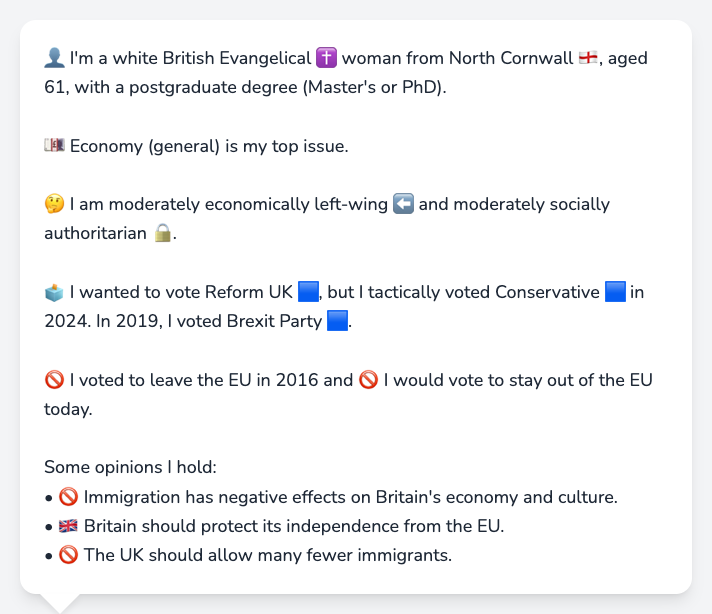 👤 I'm a white British Evangelical ✝️ woman from North Cornwall 🏴󠁧󠁢󠁥󠁮󠁧󠁿, aged
61, with a postgraduate degree (Master's or PhD).
💷 Economy (general) is my top issue.
🤔 I am moderately economically left-wing ⬅️ and moderately socially
authoritarian 🔒.
🗳️ I wanted to vote Reform UK 🟦, but I tactically voted Conservative 🟦 in
2024. In 2019, I voted Brexit Party 🟦.
🚫 I voted to leave the EU in 2016 and 🚫 I would vote to stay out of the EU
today.
Some opinions I hold:
• 🚫 Immigration has negative effects on Britain's economy and culture.
• 🇬🇧 Britain should protect its independence from the EU.
• 🚫 The UK should allow many fewer immigrants.